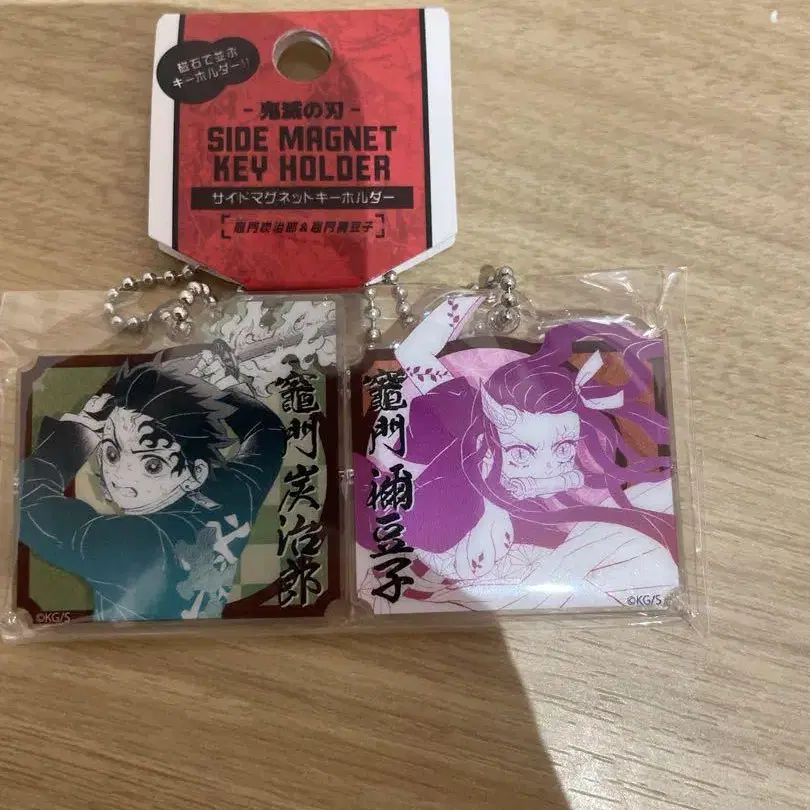 磁石で並ぶ
キーホルダー!!
- 鬼滅の刃 -
SIDE MAGNET
KEY HOLDER
サイドマグネットキーホルダー
[竈門炭治郎&竈門禰豆子]
竈門 炭治郎
©KG/S
竈門 禰豆子
©KG/S